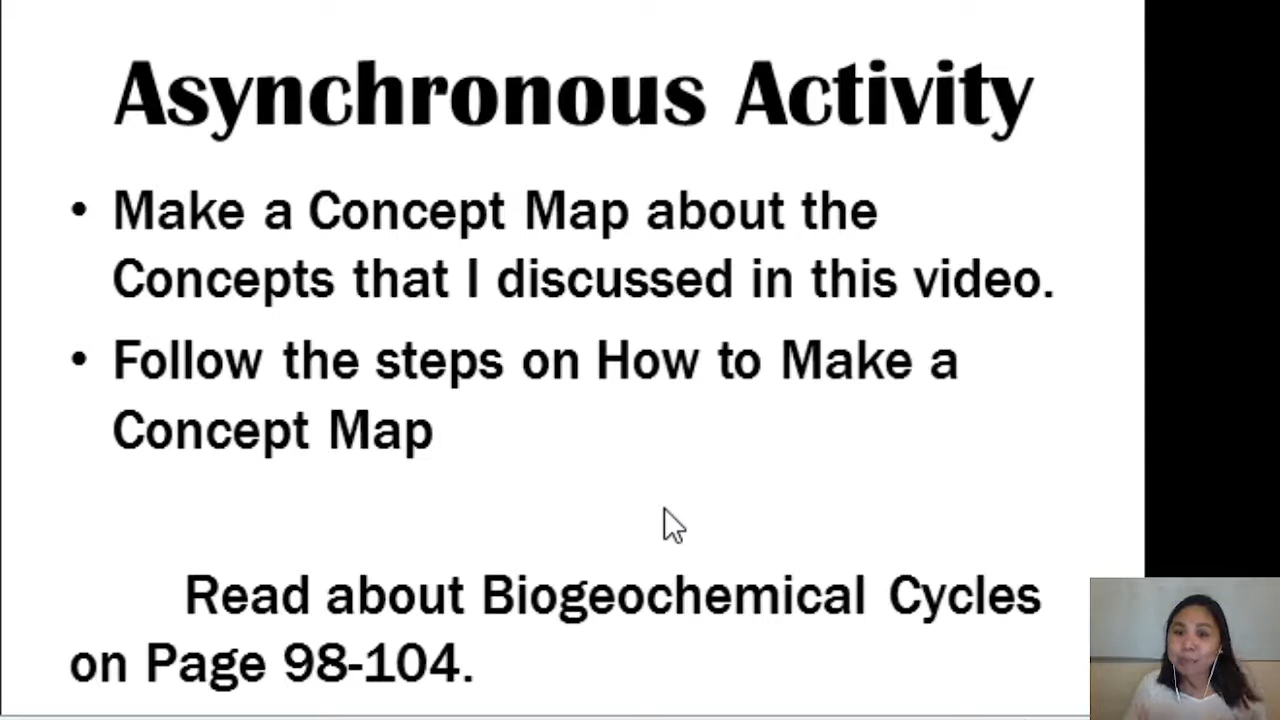 Asynchronous Activity
• Make a Concept Map about the
Concepts that I discussed in this video.
• Follow the steps on How to Make a
Concept Map
Read about Biogeochemical Cycles
on Page 98-104.